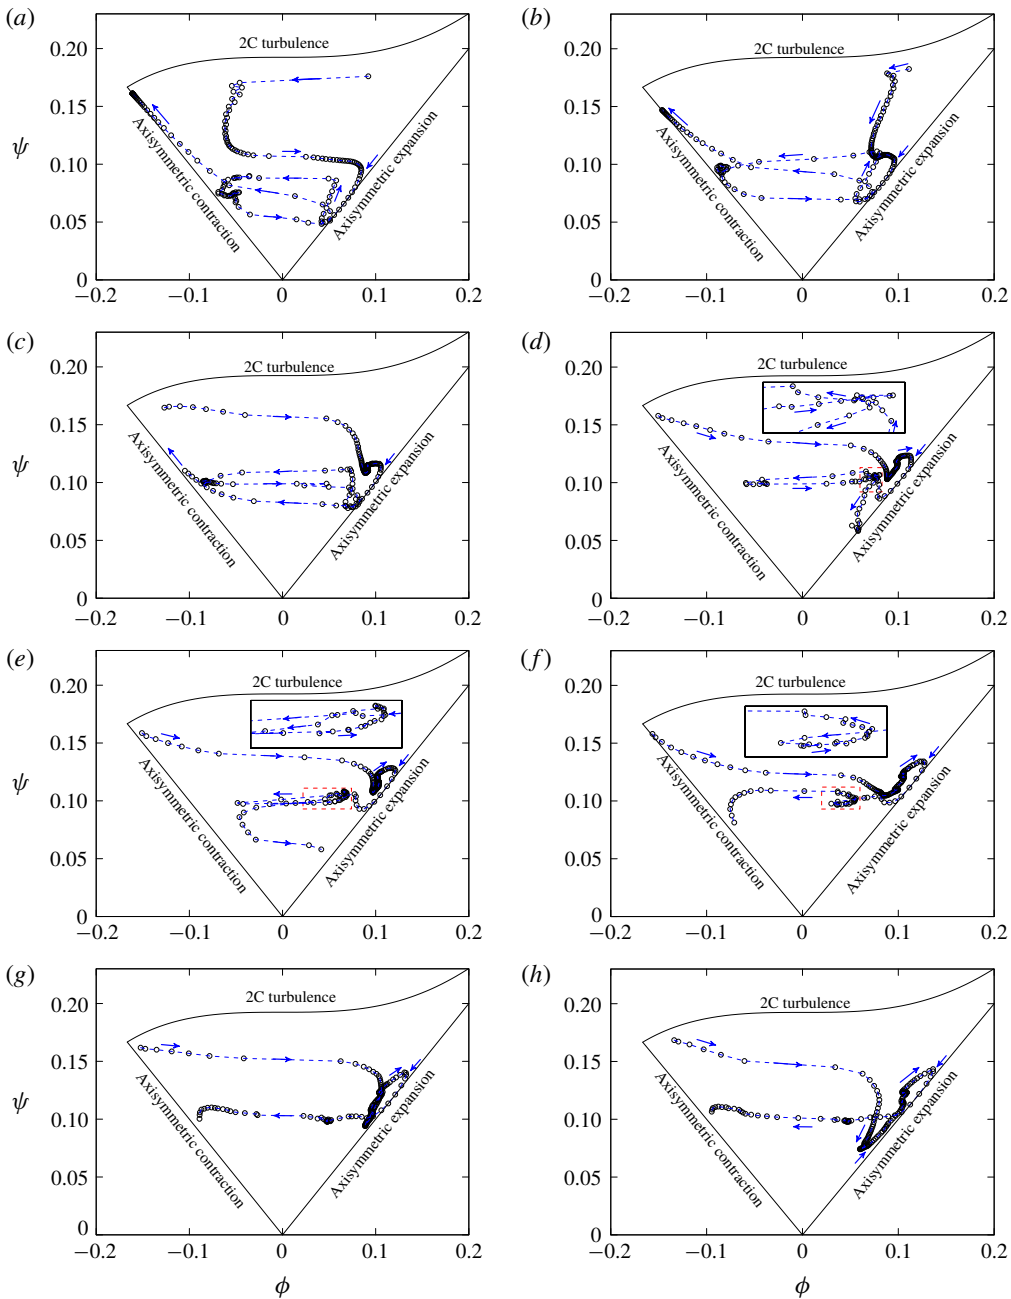 (a)
0.20
0.15
ψ
0.10
0.05
0
2C turbulence
Axisymmetric contraction
Axisymmetric expansion
−0.2 −0.1 0 0.1 0.2
(b)
0.20
0.15
ψ
0.10
0.05
0
2C turbulence
Axisymmetric contraction
Axisymmetric expansion
−0.2 −0.1 0 0.1 0.2
(c)
0.20
0.15
ψ
0.10
0.05
0
2C turbulence
Axisymmetric contraction
Axisymmetric expansion
−0.2 −0.1 0 0.1 0.2
(d)
0.20
0.15
ψ
0.10
0.05
0
2C turbulence
Axisymmetric contraction
Axisymmetric expansion
−0.2 −0.1 0 0.1 0.2
(e)
0.20
0.15
ψ
0.10
0.05
0
2C turbulence
Axisymmetric contraction
Axisymmetric expansion
−0.2 −0.1 0 0.1 0.2
(f)
0.20
0.15
ψ
0.10
0.05
0
2C turbulence
Axisymmetric contraction
Axisymmetric expansion
−0.2 −0.1 0 0.1 0.2
(g)
0.20
0.15
ψ
0.10
0.05
0
2C turbulence
Axisymmetric contraction
Axisymmetric expansion
−0.2 −0.1 0 0.1 0.2
ϕ
(h)
0.20
0.15
ψ
0.10
0.05
0
2C turbulence
Axisymmetric contraction
Axisymmetric expansion
−0.2 −0.1 0 0.1 0.2
ϕ